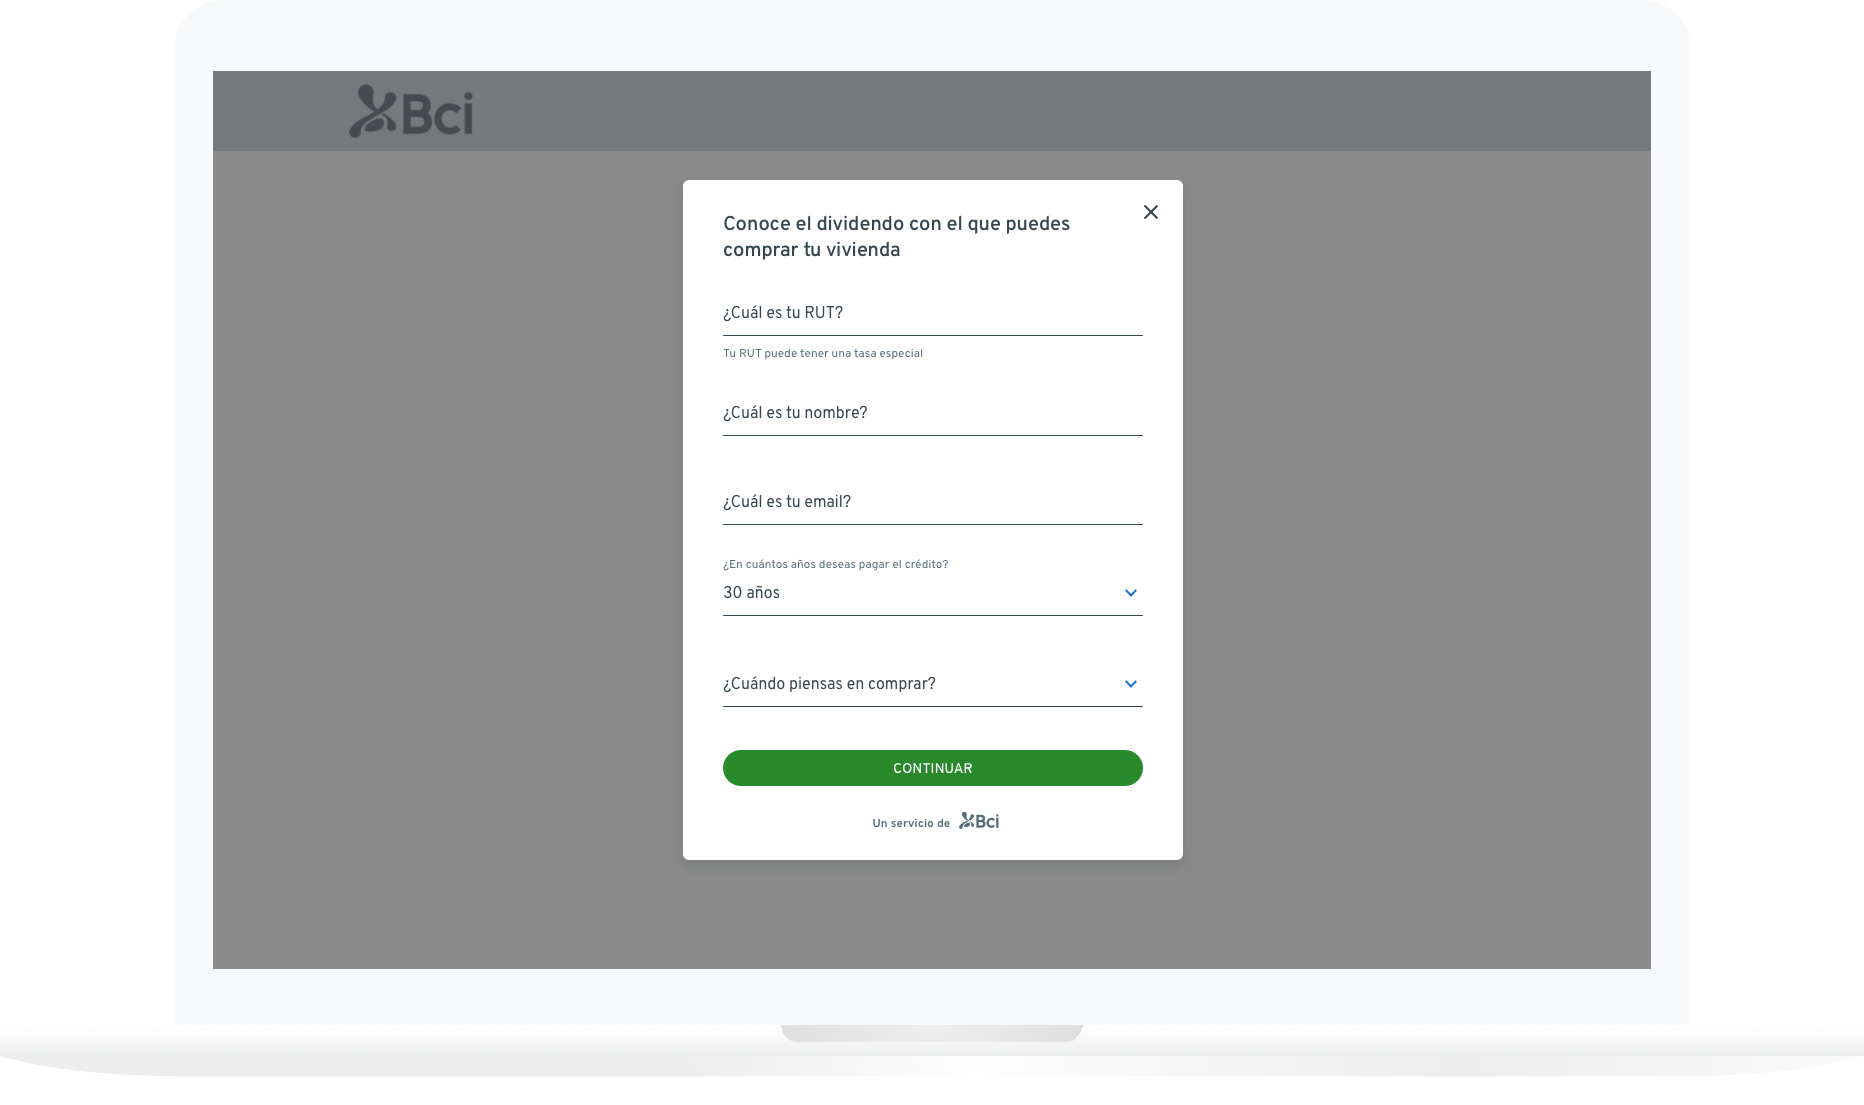 Bci
Conoce el dividendo con el que puedes
comprar tu vivienda
¿Cuál es tu RUT?
Tu RUT puede tener una tasa especial
¿Cuál es tu nombre?
¿Cuál es tu email?
¿En cuántos años deseas pagar el crédito?
30 años
¿Cuándo piensas en comprar?
CONTINUAR
Un servicio de Bci